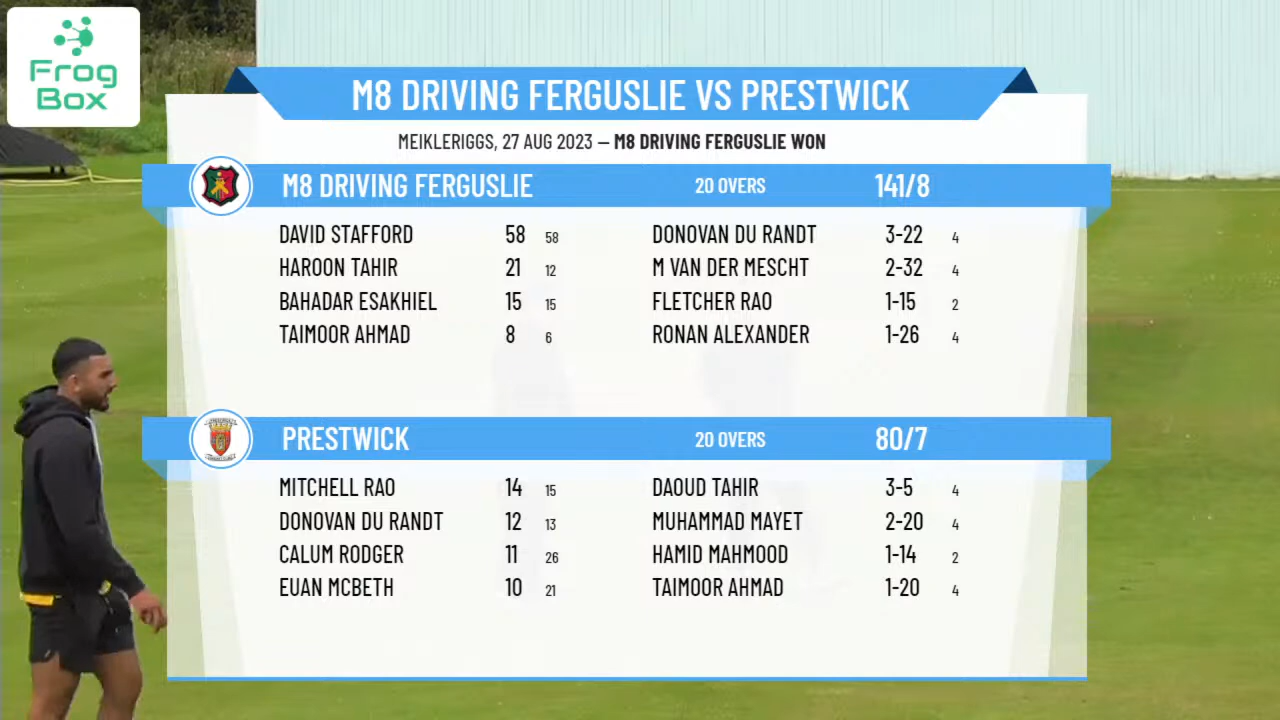 Frog
Box
M8 DRIVING FERGUSLIE VS PRESTWICK
MEIKLERIGGS, 27 AUG 2023 – M8 DRIVING FERGUSLIE WON
M8 DRIVING FERGUSLIE 20 OVERS 141/8
DAVID STAFFORD 58 58 DONOVAN DU RANDT 3-22 4
HAROON TAHIR 21 12 M VAN DER MESCHT 2-32 4
BAHADAR ESAKHIEL 15 15 FLETCHER RAO 1-15 2
TAIMOOR AHMAD 8 6 RONAN ALEXANDER 1-26 4
PRESTWICK 20 OVERS 80/7
MITCHELL RAO 14 15 DAOUD TAHIR 3-5 4
DONOVAN DU RANDT 12 13 MUHAMMAD MAYET 2-20 4
CALUM RODGER 11 26 HAMID MAHMOOD 1-14 2
EUAN MCBETH 10 21 TAIMOOR AHMAD 1-20 4